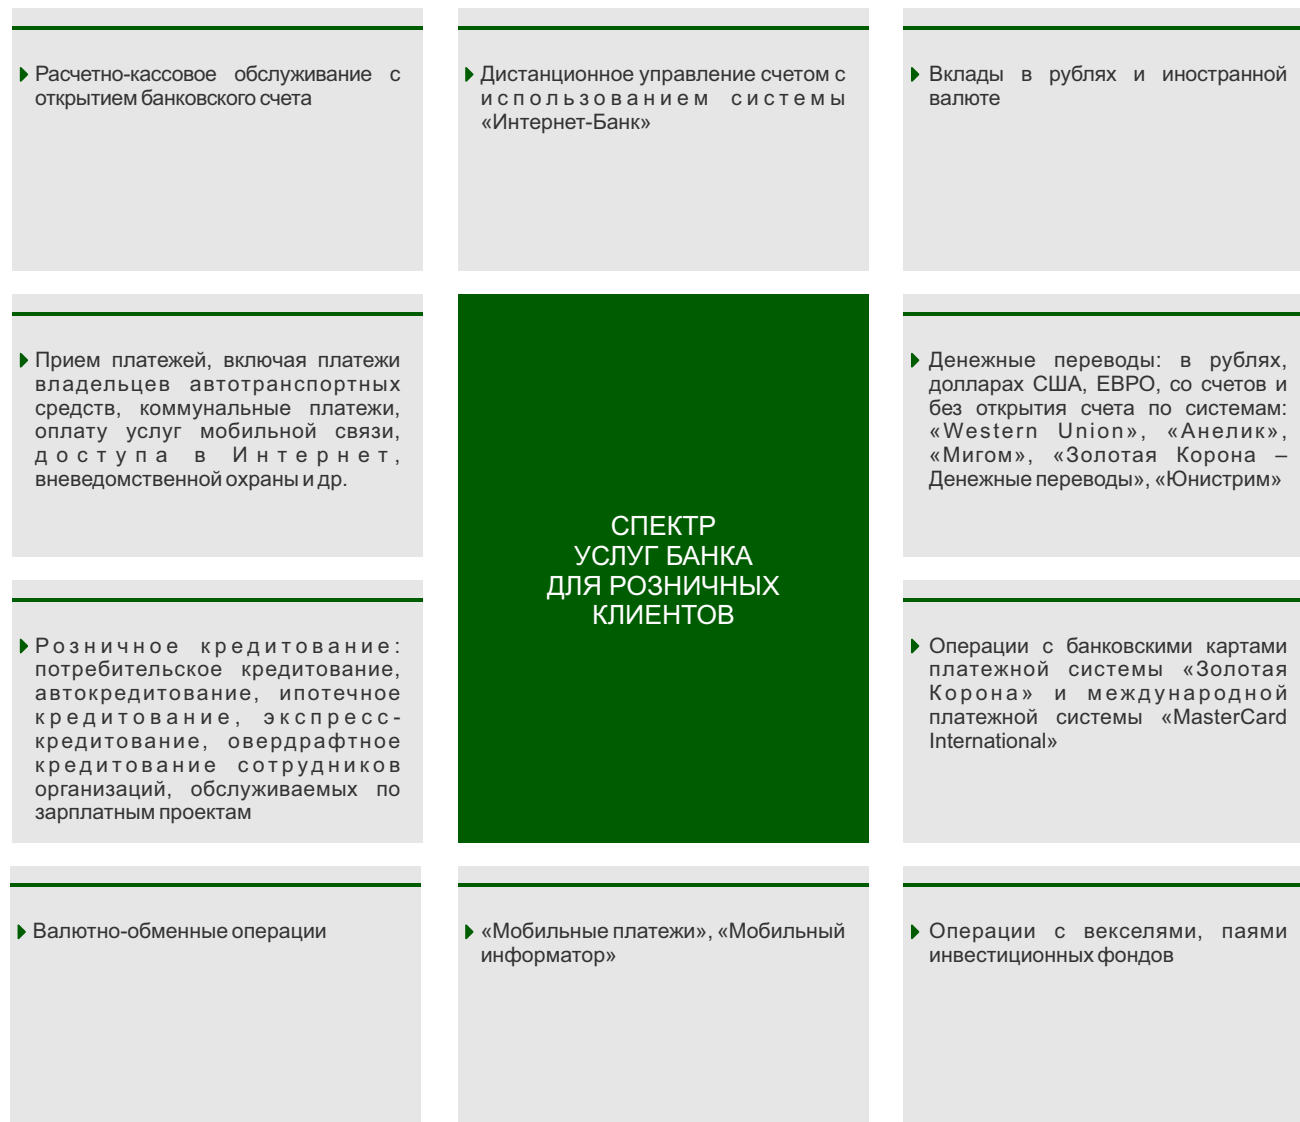 Расчетно-кассовое обслуживание с
открытием банковского счета
Дистанционное управление счетом с
использованием системы
«Интернет-Банк»
Вклады в рублях и иностранной
валюте
Прием платежей, включая платежи
владельцев автотранспортных
средств, коммунальные платежи,
оплату услуг мобильной связи,
доступа в Интернет,
вневедомственной охраны и др.
СПЕКТР
УСЛУГ БАНКА
ДЛЯ РОЗНИЧНЫХ
КЛИЕНТОВ
Денежные переводы: в рублях,
долларах США, ЕВРО, со счетов и
без открытия счета по системам:
«Western Union», «Анелик»,
«Мигом», «Золотая Корона –
Денежные переводы», «Юнистрим»
Розничное кредитование:
потребительское кредитование,
автокредитование, ипотечное
кредитование, экспресс-
кредитование, овердрафтное
кредитование сотрудников
организаций, обслуживаемых по
зарплатным проектам
Операции с банковскими картами
платежной системы «Золотая
Корона» и международной
платежной системы «MasterCard
International»
Валютно-обменные операции
«Мобильные платежи», «Мобильный
информатор»
Операции с векселями, паями
инвестиционных фондов